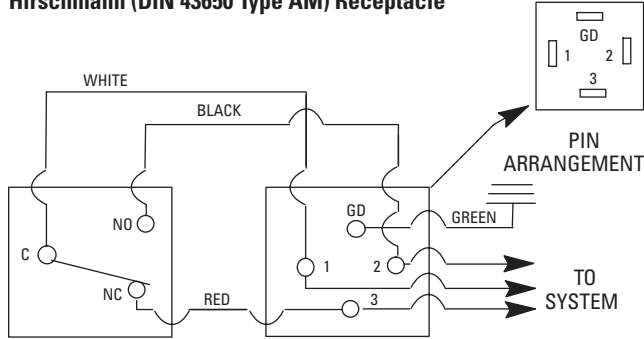 Hirschmann (DIN 43650 Type AM) Receptacle
GD
1 2
3
PIN
ARRANGEMENT
WHITE
BLACK
NO
C
NC
RED
GD
GREEN
1
2
3
TO
SYSTEM